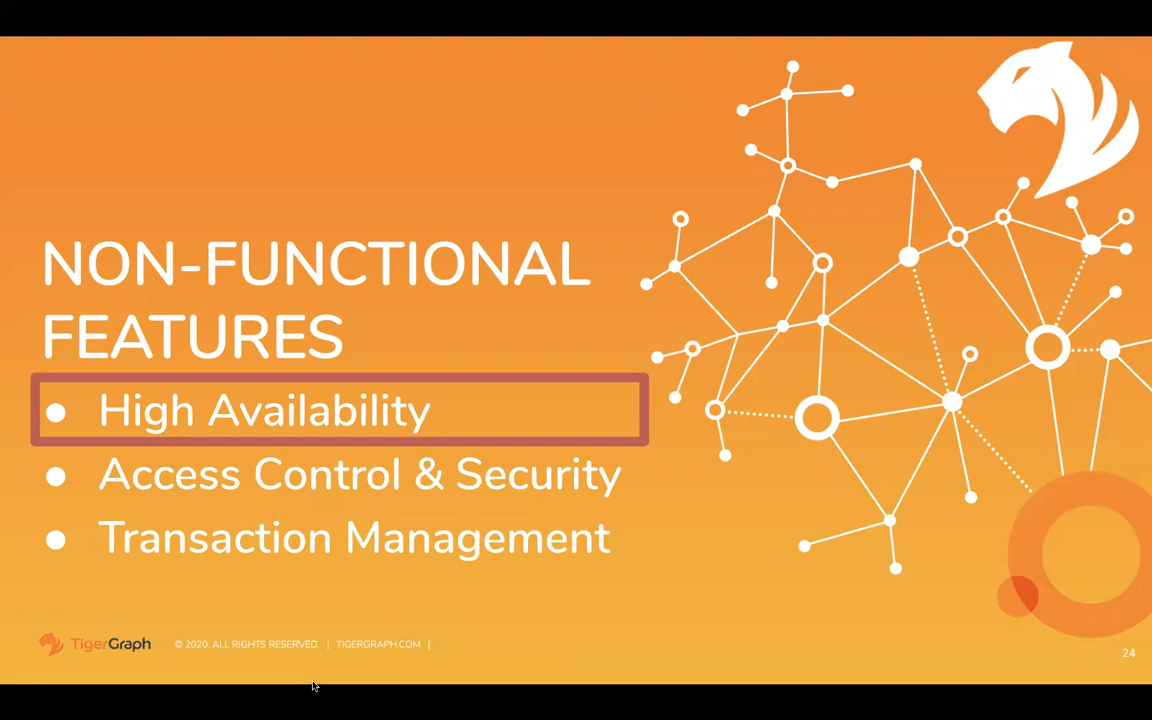 NON-FUNCTIONAL
FEATURES
● High Availability
● Access Control & Security
● Transaction Management
TigerGraph © 2020. ALL RIGHTS RESERVED. | TIGERGRAPH.COM |
24